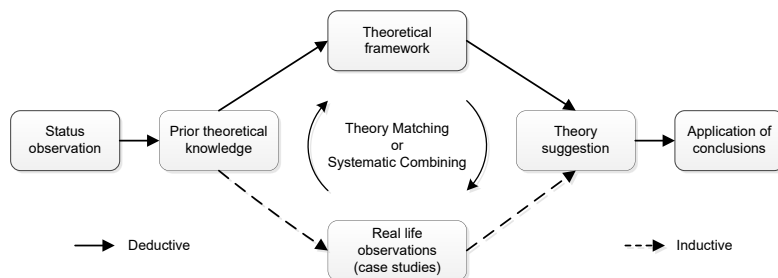 Theoretical
framework
Status
observation
Prior theoretical
knowledge
Theory Matching
or
Systematic Combining
Theory
suggestion
Application of
conclusions
Real life
observations
(case studies)
Deductive
Inductive